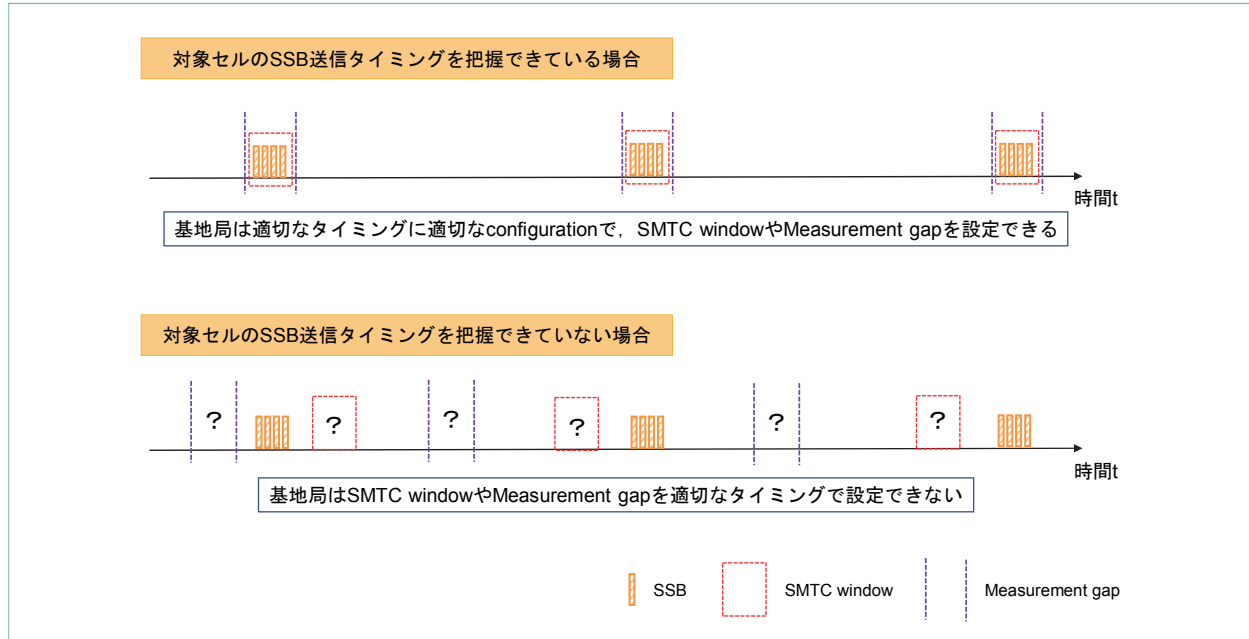 対象セルのSSB送信タイミングを把握できている場合
時間t
基地局は適切なタイミングに適切なconfigurationで，SMTC windowやMeasurement gapを設定できる
対象セルのSSB送信タイミングを把握できていない場合
? ? ? ? ? ?
時間t
基地局はSMTC windowやMeasurement gapを適切なタイミングで設定できない
SSB SMTC window Measurement gap